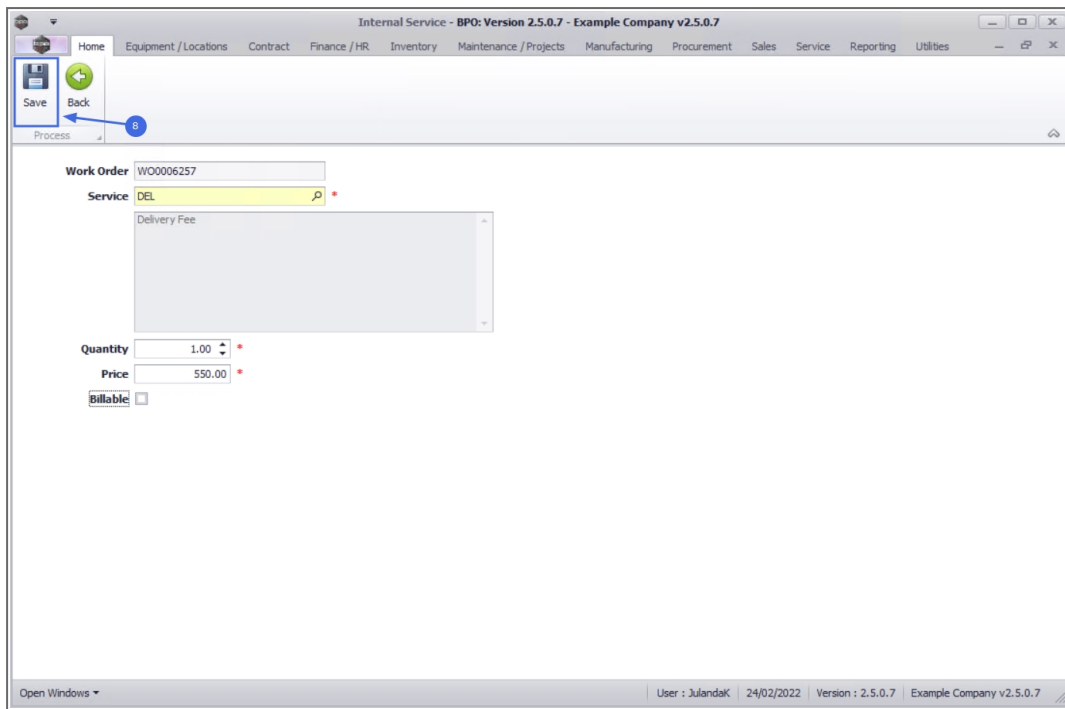 Internal Service - BPO: Version 2.5.0.7 - Example Company v2.5.0.7
Home Equipment / Locations Contract Finance / HR Inventory Maintenance / Projects Manufacturing Procurement Sales Service Reporting Utilities
Save Back
8
Process
Work Order WO0006257
Service DEL *
Delivery Fee
Quantity 1.00 *
Price 550.00 *
Billable
Open Windows User : JulandaK 24/02/2022 Version : 2.5.0.7 Example Company v2.5.0.7